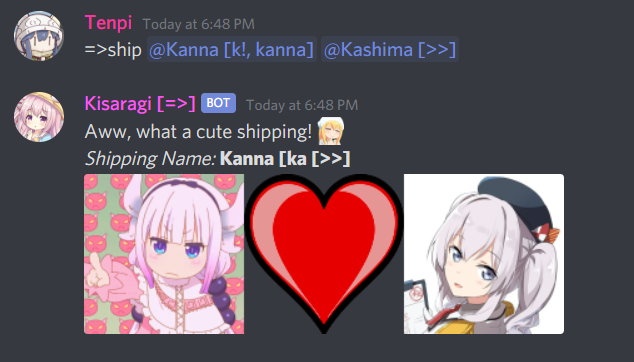 Tenpi Today at 6:48 PM
=>ship @Kanna [k!, kanna] @Kashima [>>]
Kisaragi [=>] BOT Today at 6:48 PM
Aww, what a cute shipping!
Shipping Name: Kanna [ka [>>]